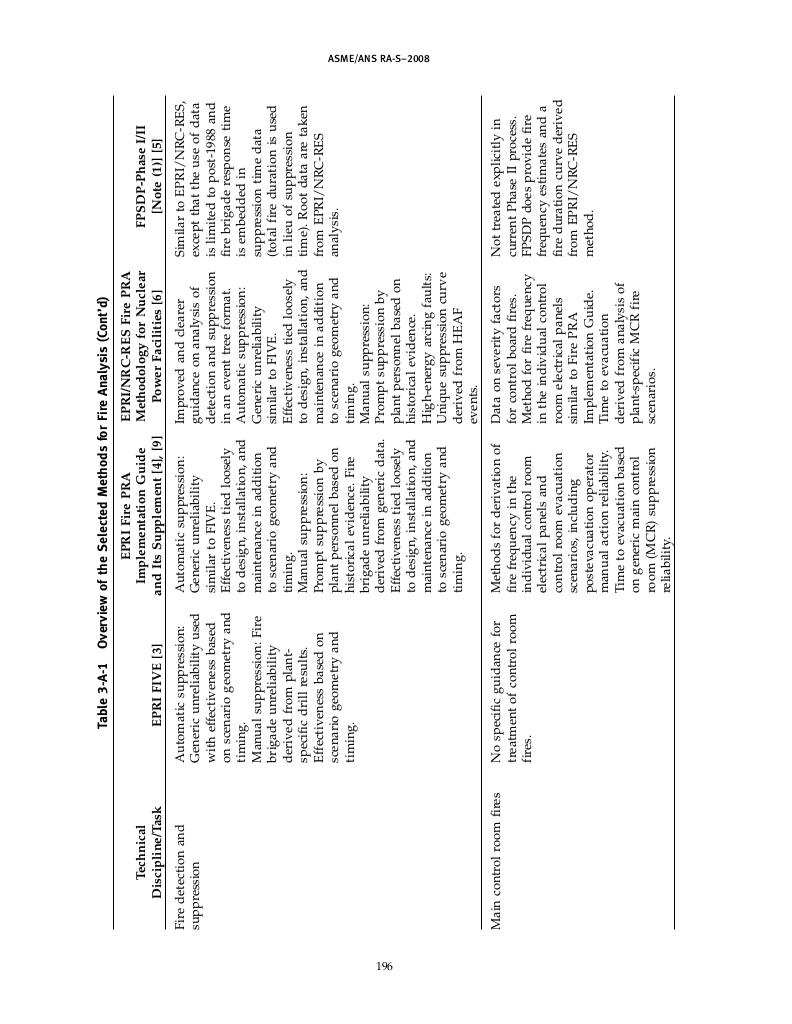 ASME/ANS RA-S–2008
Table 3-A-1 Overview of the Selected Methods for Fire Analysis (Cont'd)
Technical
Discipline/Task
EPRI FIVE [3]
EPRI Fire PRA
Implementation Guide
and Its Supplement [4], [9]
EPRI/NRC-RES Fire PRA
Methodology for Nuclear
Power Facilities [6]
FPSDP-Phase I/II
[Note (1)] [5]
Fire detection and
suppression
Automatic suppression:
Generic unreliability used
with effectiveness based
on scenario geometry and
timing.
Manual suppression: Fire
brigade unreliability
derived from plant-
specific drill results.
Effectiveness based on
scenario geometry and
timing.
Automatic suppression:
Generic unreliability
similar to FIVE.
Effectiveness tied loosely
to design, installation, and
maintenance in addition
to scenario geometry and
timing.
Manual suppression:
Prompt suppression by
plant personnel based on
historical evidence. Fire
brigade unreliability
derived from generic data.
Effectiveness tied loosely
to design, installation, and
maintenance in addition
to scenario geometry and
timing.
Improved and clearer
guidance on analysis of
detection and suppression
in an event tree format.
Automatic suppression:
Generic unreliability
similar to FIVE.
Effectiveness tied loosely
to design, installation, and
maintenance in addition
to scenario geometry and
timing.
Manual suppression:
Prompt suppression by
plant personnel based on
historical evidence.
High-energy arcing faults:
Unique suppression curve
derived from HEAF
events.
Similar to EPRI/NRC-RES,
except that the use of data
is limited to post-1988 and
fire brigade response time
is embedded in
suppression time data
(total fire duration is used
in lieu of suppression
time). Root data are taken
from EPRI/NRC-RES
analysis.
Main control room fires
No specific guidance for
treatment of control room
fires.
Methods for derivation of
fire frequency in the
individual control room
electrical panels and
control room evacuation
scenarios, including
postevacuation operator
manual action reliability.
Time to evacuation based
on generic main control
room (MCR) suppression
reliability.
Data on severity factors
for control board fires.
Method for fire frequency
in the individual control
room electrical panels
similar to Fire PRA
Implementation Guide.
Time to evacuation
derived from analysis of
plant-specific MCR fire
scenarios.
Not treated explicitly in
current Phase II process.
FPSDP does provide fire
frequency estimates and a
fire duration curve derived
from EPRI/NRC-RES
method.
196